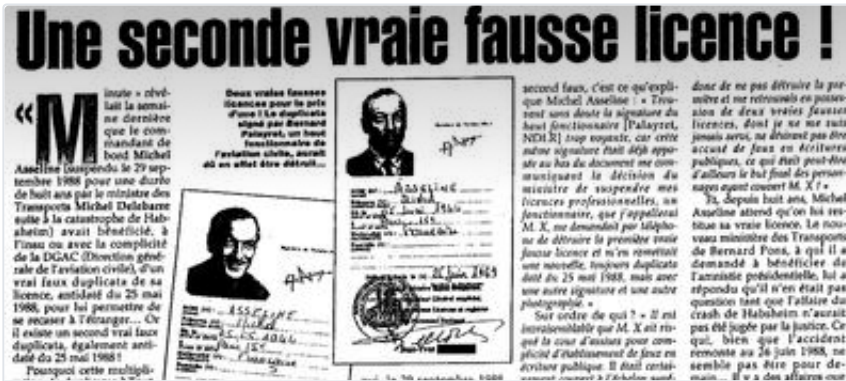 Une seconde vraie fausse licence !
« Minute » révé-
lait la semai-
ne dernière
que le com-
mandant de
bord Michel
Asseline (suspendu le 29 sep-
tembre 1988 pour une durée
de huit ans par le ministre des
Transports Michel Delebarre
suite à la catastrophe de Hab-
sheim) avait bénéficié, à
l'insu ou avec la complicité
de la DGAC (Direction géné-
rale de l'aviation civile), d'un
vrai faux duplicata de sa
licence, antidaté du 25 mai
1988, pour lui permettre de
se recaser à l'étranger... Or
il existe un second vrai faux
duplicata, également anti-
daté du 25 mai 1988 !
Pourquoi cette multipli-
Deux vraies fausses
licences pour le prix
d'une ! Le duplicata
signé par Bernard
Palayret, un haut
fonctionnaire de
l'aviation civile, aurait
dû en effet être détruit...
ASSELINE
ASSELINE
26 juin 1989
second faux, c'est ce qu'expli-
que Michel Asseline : « Trou-
vant sans doute la signature du
haut fonctionnaire [Palayret,
NDLR] trop voyante, car cette
même signature était déjà appo-
sée au bas du document me com-
muniquant la décision du
ministre de suspendre mes
licences professionnelles, un
fonctionnaire, que j'appellerai
M. X, me demandait par télépho-
ne de détruire la première vraie
fausse licence et m'en remettait
une nouvelle, toujours duplicata
daté du 25 mai 1988, mais avec
une autre signature et une autre
photographie. »
Sur ordre de qui ? « Il est
invraisemblable que M. X ait ris-
qué la cour d'assises pour com-
plicité d'établissement de faux en
écriture publique. Il était certai-
nement couvert à l'échelon
donc de ne pas détruire la pre-
mière et me retrouvais en posses-
sion de deux vraies fausses
licences, dont je ne me suis
jamais servi, ne désirant pas être
accusé de faux en écritures
publiques, ce qui était peut-être
d'ailleurs le but final des person-
nages ayant couvert M. X ! »
depuis huit ans, Michel
Asseline attend qu'on lui res-
titue sa vraie licence. Le nou-
veau ministère des Transports
de Bernard Pons, à qui il a
demandé à bénéficier de
l'amnistie présidentielle, lui a
répondu qu'il n'en était pas
question tant que l'affaire du
crash de Habsheim n'aurait
pas été jugée par la justice. Ce
qui, bien que l'accident
remonte au 26 juin 1988, ne
semble pas être pour de-
main... Il y a des affaires que
29 septembre 1988